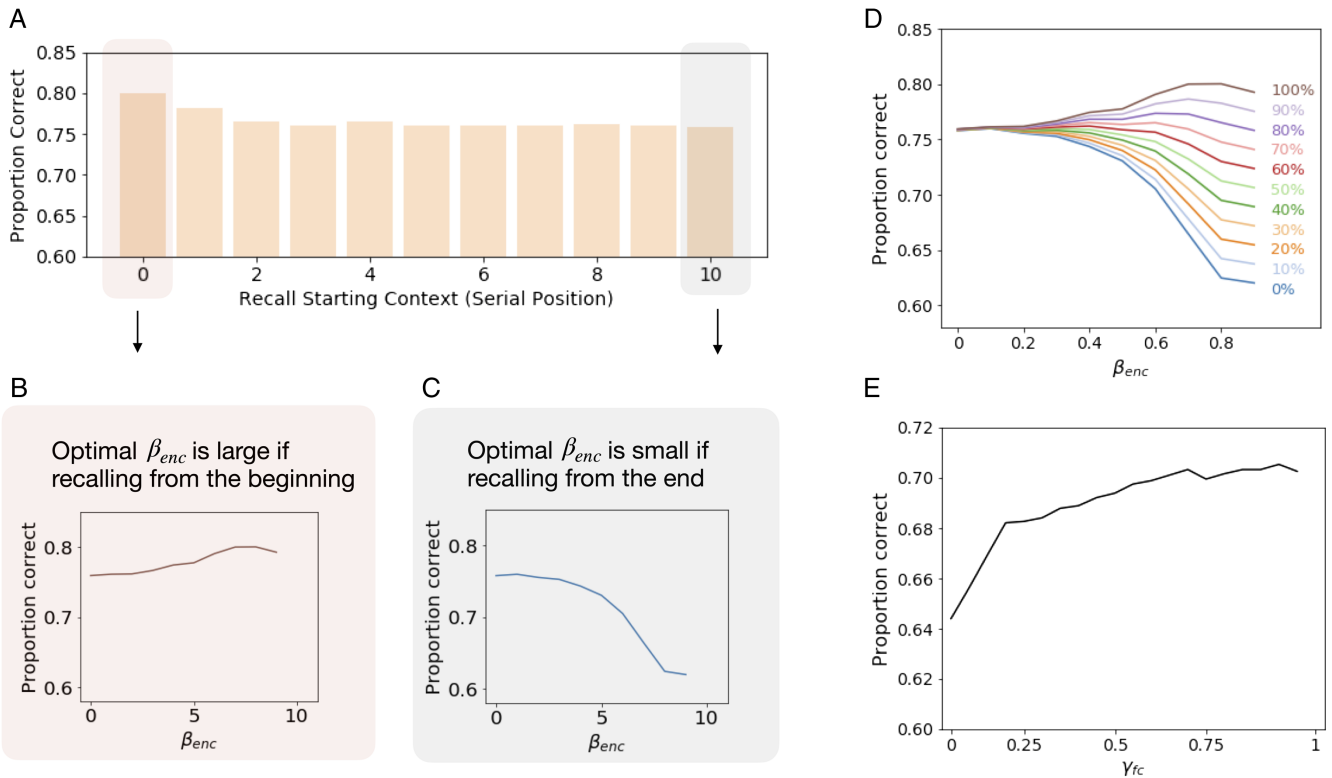 A
0.85
0.80
0.75
0.70
0.65
0.60
Proportion Correct
0 2 4 6 8 10
Recall Starting Context (Serial Position)
B
Optimal βenc is large if
recalling from the beginning
0.8
0.7
0.6
Proportion correct
0 5 10
βenc
C
Optimal βenc is small if
recalling from the end
0.8
0.7
0.6
Proportion correct
0 5 10
βenc
D
0.85
0.80
0.75
0.70
0.65
0.60
Proportion correct
100%
90%
80%
70%
60%
50%
40%
30%
20%
10%
0%
0 0.2 0.4 0.6 0.8
βenc
E
0.72
0.70
0.68
0.66
0.64
0.62
0.60
Proportion correct
0 0.25 0.5 0.75 1
γfc